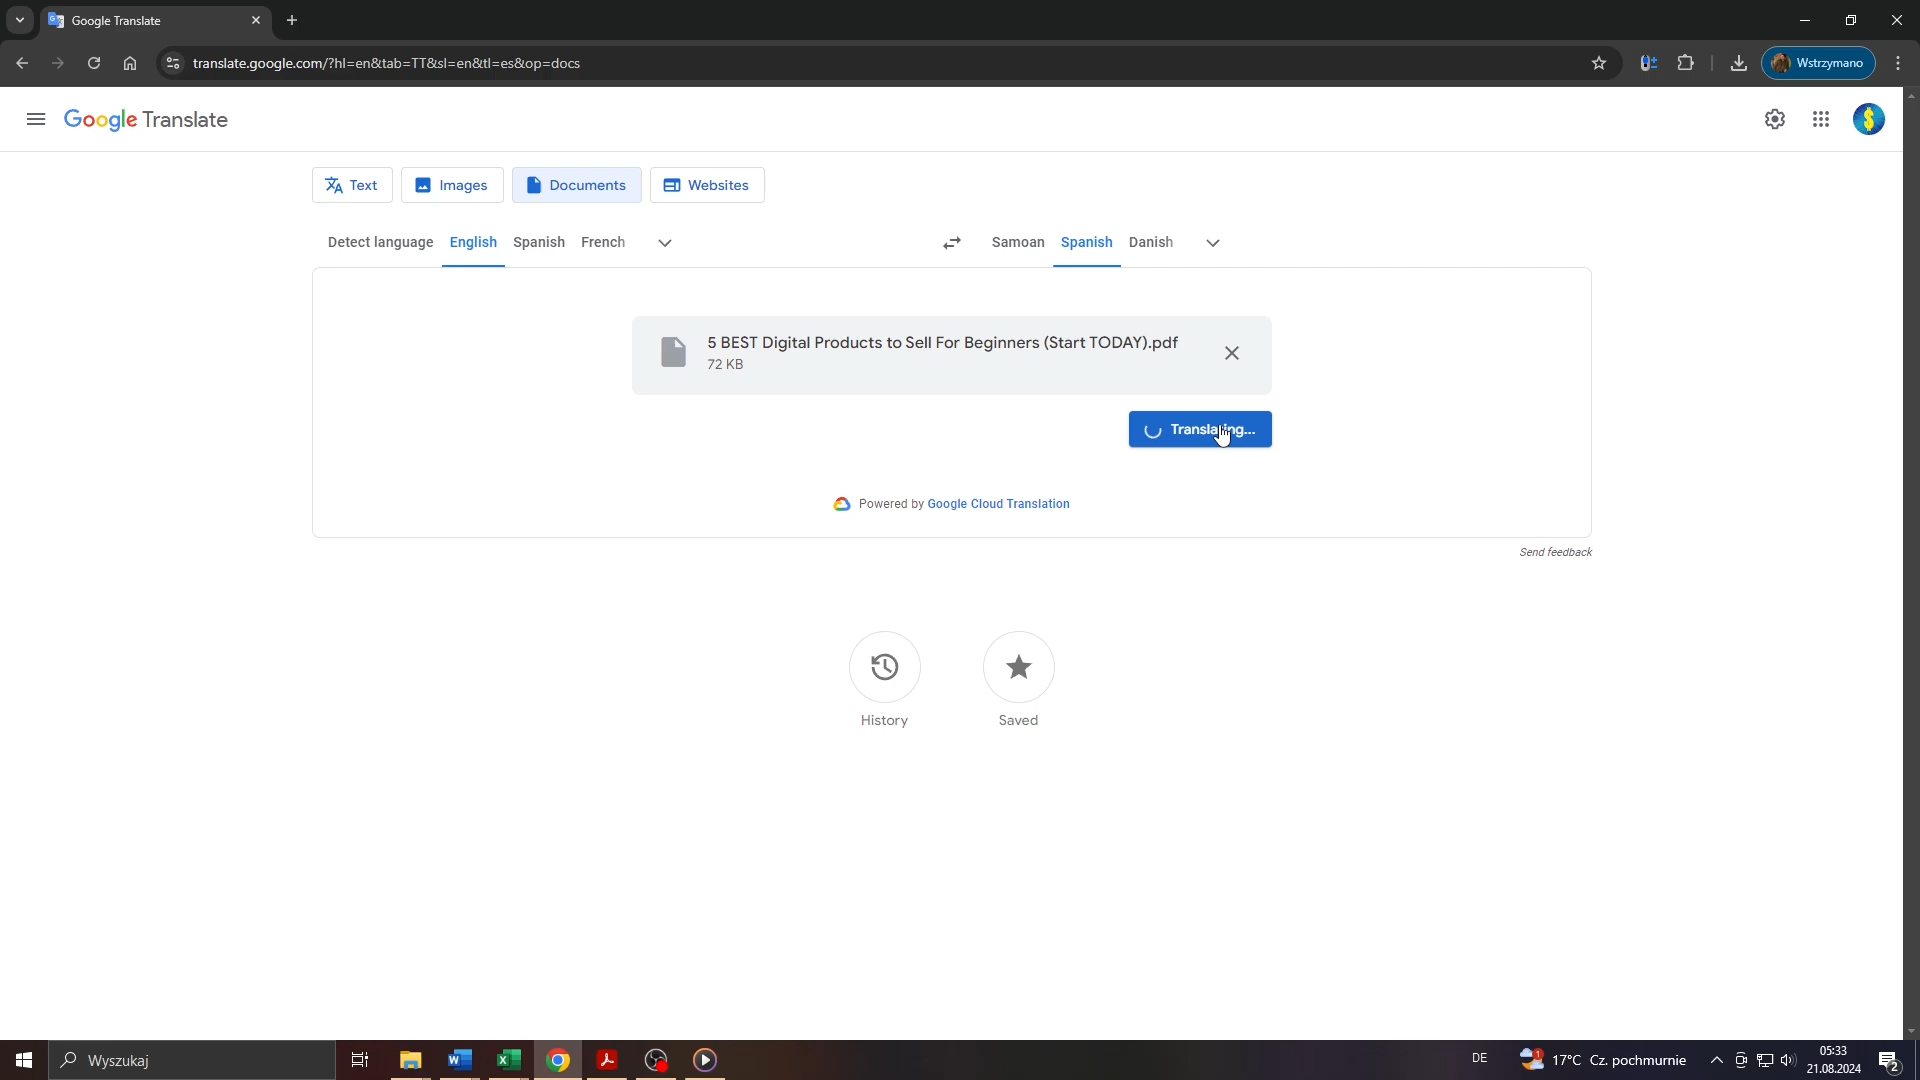 Google Translate
translate.google.com/?hl=en&tab=TT&sl=en&tl=es&op=docs
Wstrzymano
Google Translate
Text
Images
Documents
Websites
Detect language
English
Spanish
French
Samoan
Spanish
Danish
5 BEST Digital Products to Sell For Beginners (Start TODAY).pdf
72 KB
Translating...
Powered by Google Cloud Translation
Send feedback
History
Saved
Wyszukaj
DE
1
17°C Cz. pochmurnie
05:33
21.08.2024
2